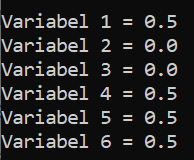 Variabel 1 = 0.5
Variabel 2 = 0.0
Variabel 3 = 0.0
Variabel 4 = 0.5
Variabel 5 = 0.5
Variabel 6 = 0.5